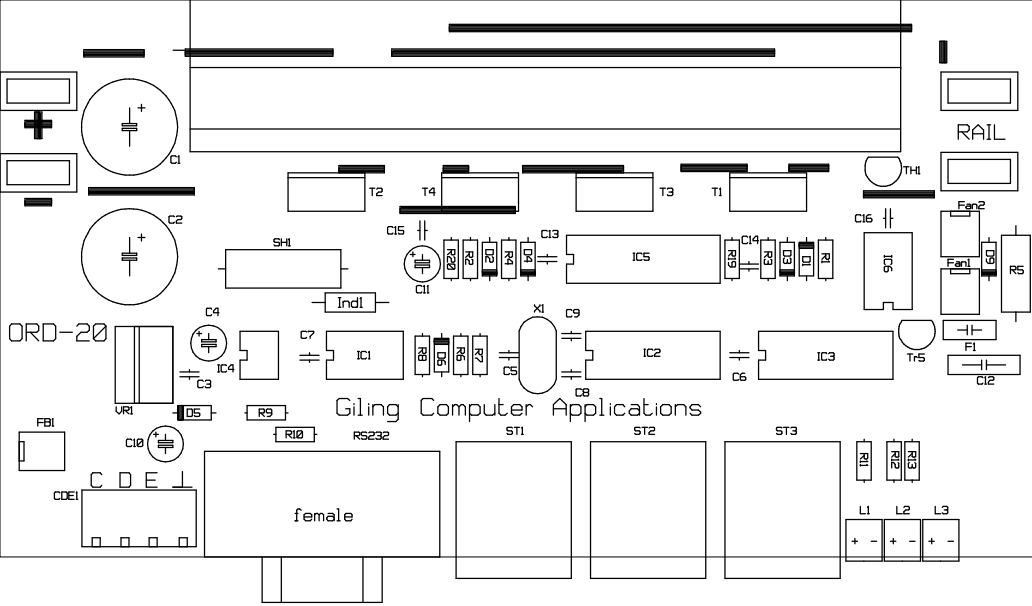 RAIL
C1
TH1
T2
T4
T3
T1
C2
C16
Fan2
C15
C13
C14
SH1
R20
R2
D2
R4
D4
IC5
R19
R3
D3
D1
R1
IC6
Fan1
D9
R5
C11
Ind1
ORD-20
C4
X1
C9
C7
IC4
IC1
R8
D6
R6
R7
C5
IC2
C6
IC3
Tr5
F1
C12
C3
C8
VR1
D5
R9
Giling Computer Applications
FB1
C10
R10
RS232
ST1
ST2
ST3
R11
R12
R13
C D E ⊥
CDE1
female
L1
L2
L3
+ -
+ -
+ -